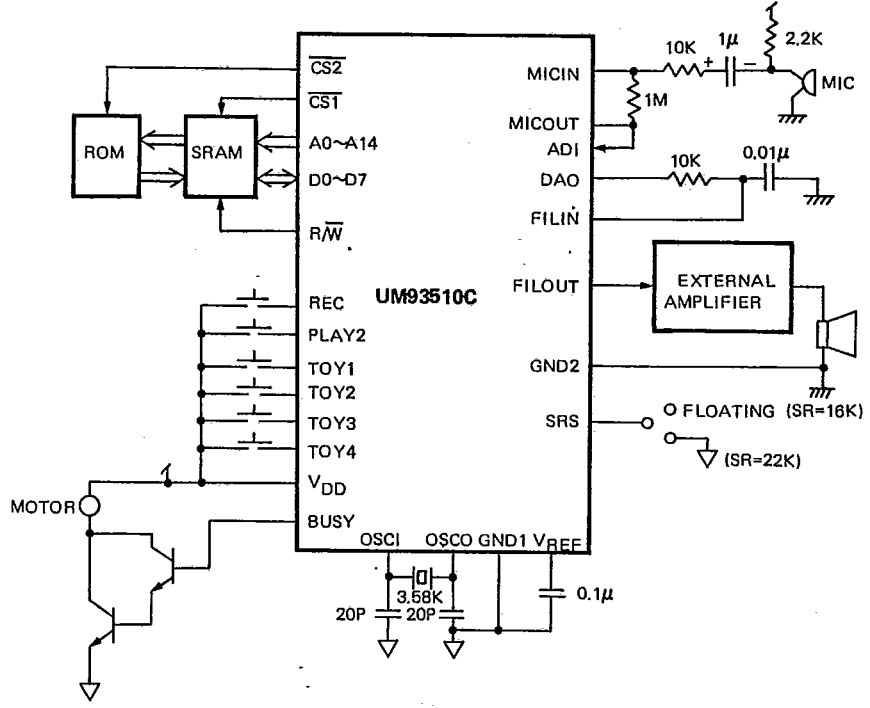 CS2
CS1
ROM
SRAM
A0~A14
D0~D7
R/W
REC
PLAY2
TOY1
TOY2
TOY3
TOY4
VDD
BUSY
MOTOR
UM93510C
OSCI
OSCO
GND1
VREF
3.58K
20P
20P
0.1µ
MICIN
10K
+
1µ
−
2.2K
MIC
1M
MICOUT
ADI
DAO
10K
0.01µ
FILIN
FILOUT
EXTERNAL
AMPLIFIER
GND2
SRS
FLOATING (SR=16K)
(SR=22K)